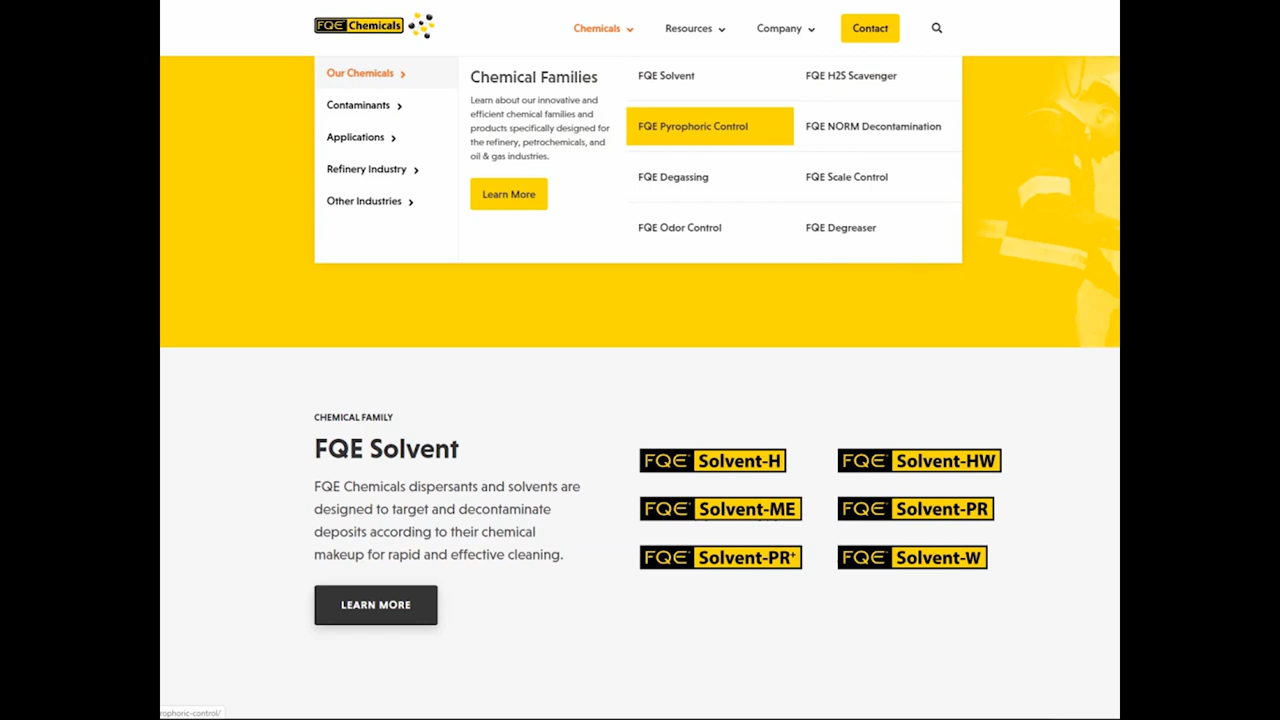 FQE Chemicals
Chemicals
Resources
Company
Contact
Our Chemicals
Contaminants
Applications
Refinery Industry
Other Industries
Chemical Families
Learn about our innovative and
efficient chemical families and
products specifically designed for
the refinery, petrochemicals, and
oil & gas industries.
Learn More
FQE Solvent
FQE H2S Scavenger
FQE Pyrophoric Control
FQE NORM Decontamination
FQE Degassing
FQE Scale Control
FQE Odor Control
FQE Degreaser
CHEMICAL FAMILY
FQE Solvent
FQE Chemicals dispersants and solvents are
designed to target and decontaminate
deposits according to their chemical
makeup for rapid and effective cleaning.
LEARN MORE
FQE® Solvent-H
FQE® Solvent-HW
FQE® Solvent-ME
FQE® Solvent-PR
FQE® Solvent-PR+
FQE® Solvent-W
rophoric-control/